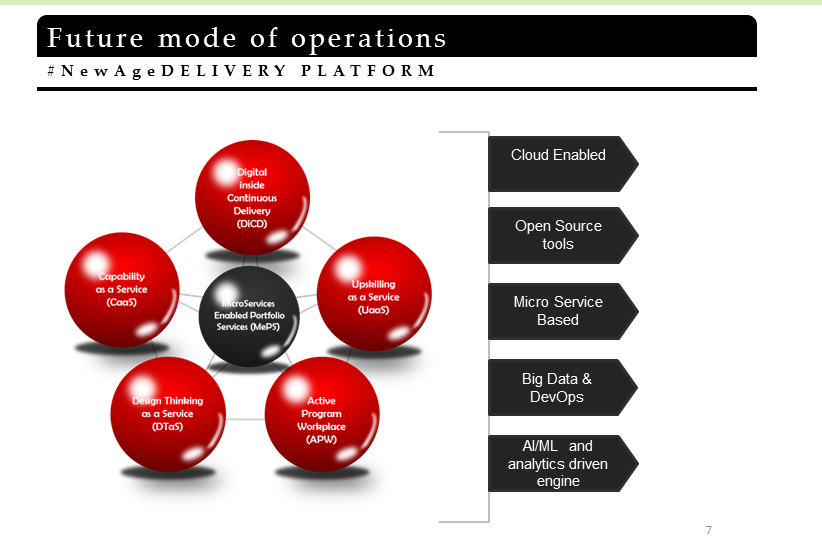 Future mode of operations
#NewAgeDELIVERY PLATFORM
Digital
inside
Continuous
Delivery
(DiCD)
Capability
as a Service
(CaaS)
MicroServices
Enabled Portfolio
Services (MePS)
Upskilling
as a Service
(UaaS)
Design Thinking
as a Service
(DTaS)
Active
Program
Workplace
(APW)
Cloud Enabled
Open Source
tools
Micro Service
Based
Big Data &
DevOps
AI/ML and
analytics driven
engine
7